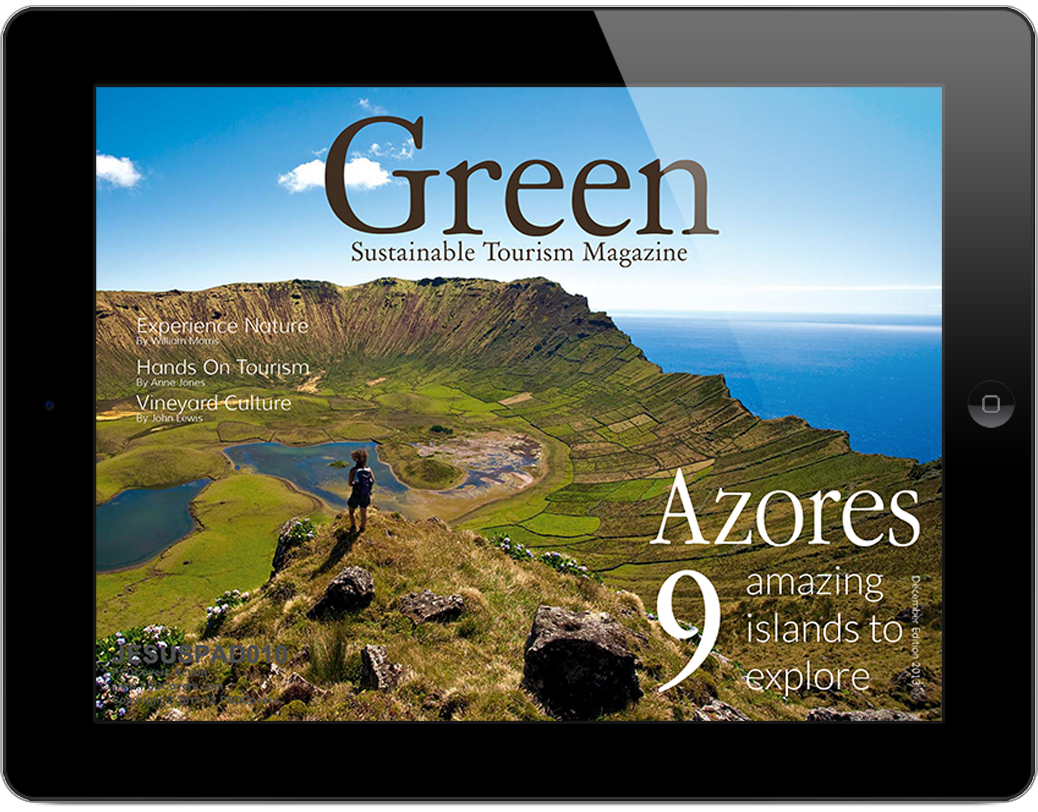 Green
Sustainable Tourism Magazine
Experience Nature
By William Morris
Hands On Tourism
By Anne Jones
Vineyard Culture
By John Lewis
Azores
9
amazing
islands to
explore
December Edition
JESUSPAD010